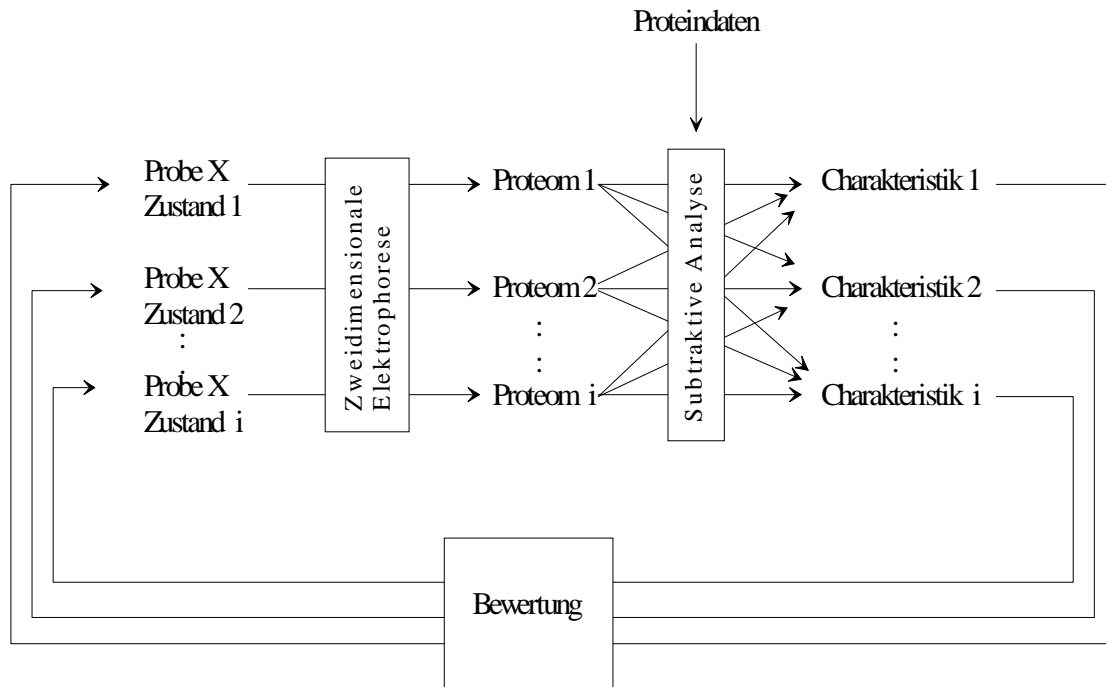 Proteindaten
Probe X
Zustand 1
Zweidimensionale
Elektrophorese
Proteom 1
Subtraktive Analyse
Charakteristik 1
Probe X
Zustand 2
Proteom 2
Charakteristik 2
:
:
:
:
:
:
Probe X
Zustand i
Proteom i
Charakteristik i
Bewertung